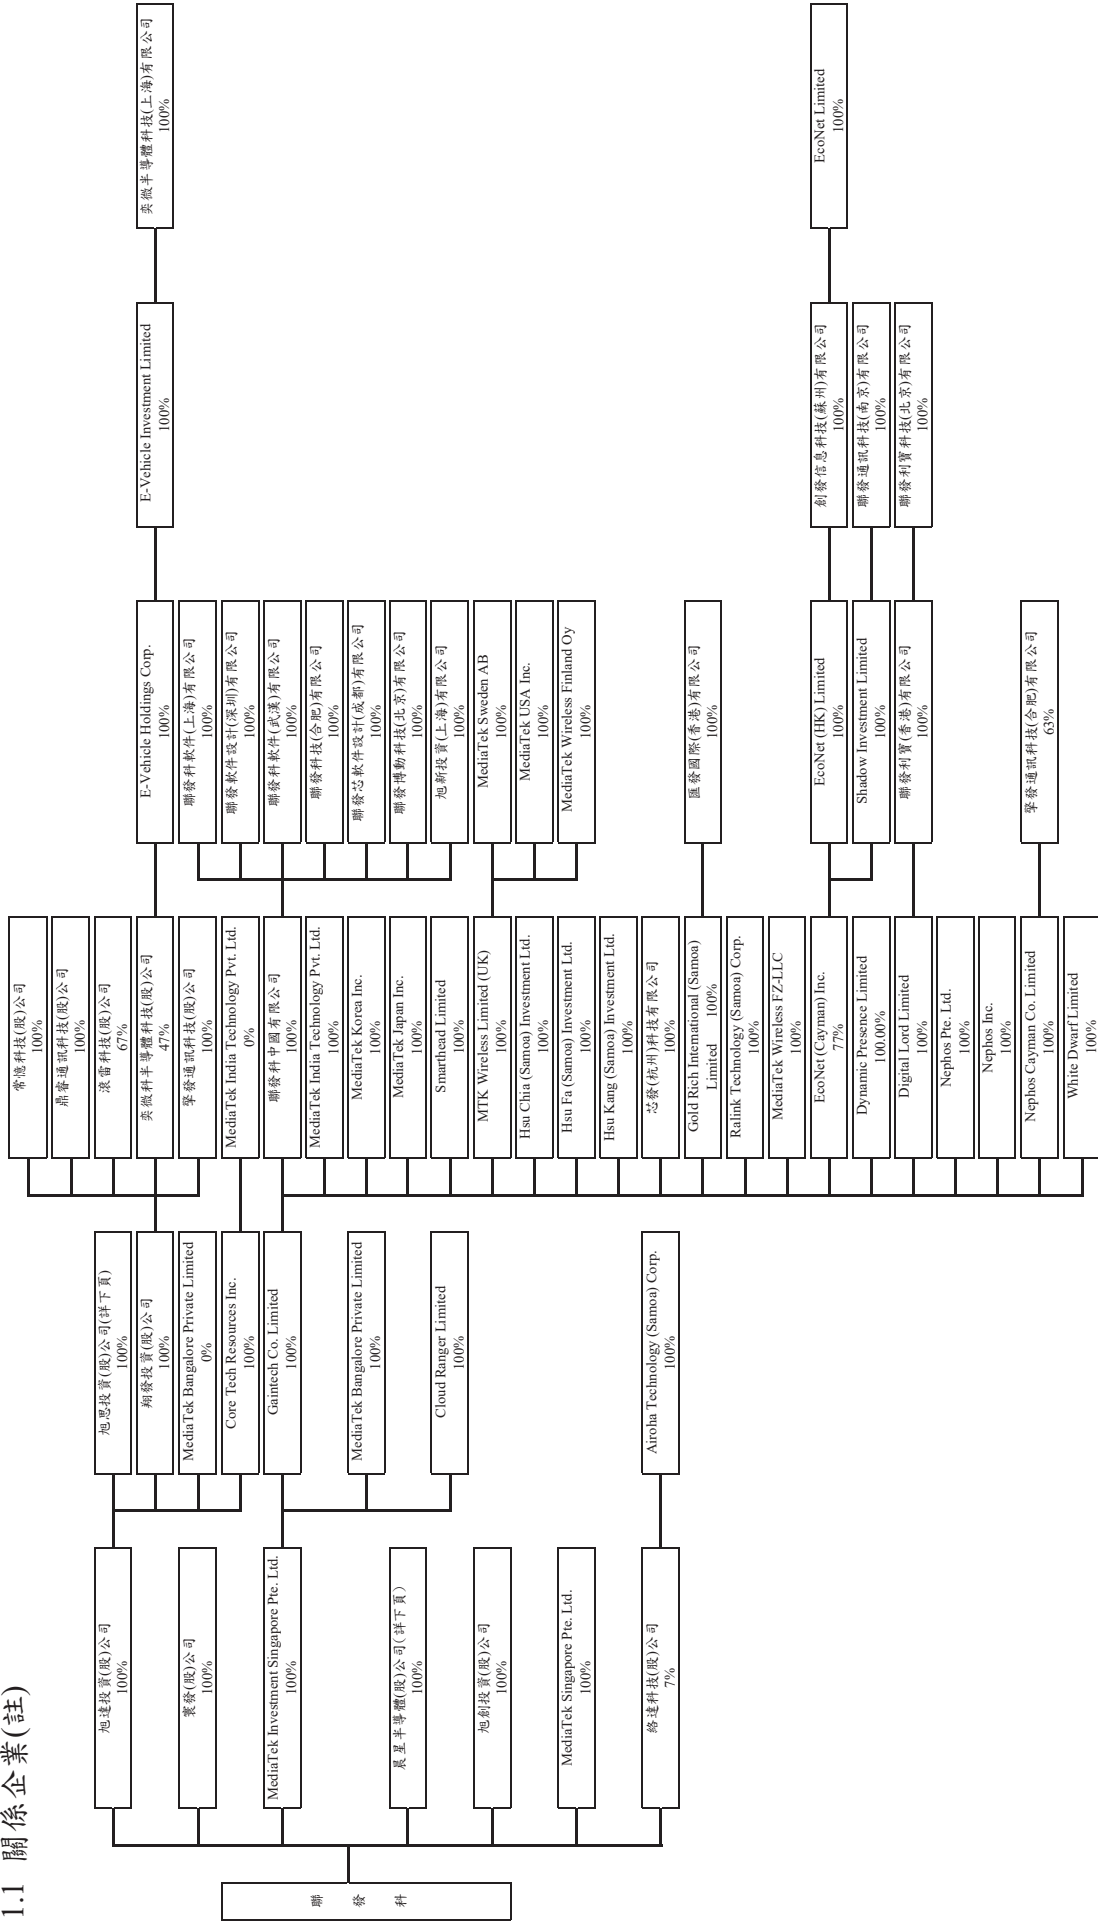 1.1 關係企業(註)
聯發科
旭達投資(股)公司
100%
寰發(股)公司
100%
MediaTek Investment Singapore Pte. Ltd.
100%
晨星半導體(股)公司(詳下頁)
100%
旭創投資(股)公司
100%
MediaTek Singapore Pte. Ltd.
100%
絡達科技(股)公司
7%
旭思投資(股)公司(詳下頁)
100%
翔發投資(股)公司
100%
MediaTek Bangalore Private Limited
0%
Core Tech Resources Inc.
100%
Gaintech Co. Limited
100%
MediaTek Bangalore Private Limited
100%
Cloud Ranger Limited
100%
Airoha Technology (Samoa) Corp.
100%
常憶科技(股)公司
100%
鼎睿通訊科技(股)公司
100%
滾雷科技(股)公司
67%
奕微科半導體科技(股)公司
47%
擎發通訊科技(股)公司
100%
MediaTek India Technology Pvt. Ltd.
0%
聯發科中國有限公司
100%
MediaTek India Technology Pvt. Ltd.
100%
MediaTek Korea Inc.
100%
MediaTek Japan Inc.
100%
Smarthead Limited
100%
MTK Wireless Limited (UK)
100%
Hsu Chia (Samoa) Investment Ltd.
100%
Hsu Fa (Samoa) Investment Ltd.
100%
Hsu Kang (Samoa) Investment Ltd.
100%
芯發(杭州)科技有限公司
100%
Gold Rich International (Samoa)
Limited 100%
Ralink Technology (Samoa) Corp.
100%
MediaTek Wireless FZ-LLC
100%
EcoNet (Cayman) Inc.
77%
Dynamic Presence Limited
100.00%
Digital Lord Limited
100%
Nephos Pte. Ltd.
100%
Nephos Inc.
100%
Nephos Cayman Co. Limited
100%
White Dwarf Limited
100%
E-Vehicle Holdings Corp.
100%
聯發科軟件(上海)有限公司
100%
聯發軟件設計(深圳)有限公司
100%
聯發科軟件(武漢)有限公司
100%
聯發科技(合肥)有限公司
100%
聯發芯軟件設計(成都)有限公司
100%
聯發博動科技(北京)有限公司
100%
旭新投資(上海)有限公司
100%
MediaTek Sweden AB
100%
MediaTek USA Inc.
100%
MediaTek Wireless Finland Oy
100%
匯發國際(香港)有限公司
100%
EcoNet (HK) Limited
100%
Shadow Investment Limited
100%
聯發利寶(香港)有限公司
100%
擎發通訊科技(合肥)有限公司
63%
E-Vehicle Investment Limited
100%
創發信息科技(蘇州)有限公司
100%
聯發通訊科技(南京)有限公司
100%
聯發利寶科技(北京)有限公司
100%
奕微半導體科技(上海)有限公司
100%
EcoNet Limited
100%